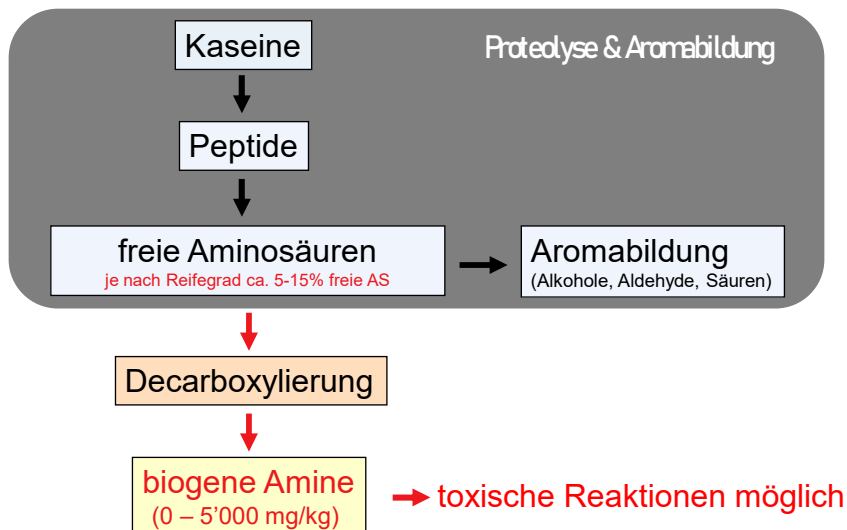 Kaseine
Proteolyse & Aromabildung
Peptide
freie Aminosäuren
je nach Reifegrad ca. 5-15% freie AS
Aromabildung
(Alkohole, Aldehyde, Säuren)
Decarboxylierung
biogene Amine
(0 – 5’000 mg/kg)
toxische Reaktionen möglich